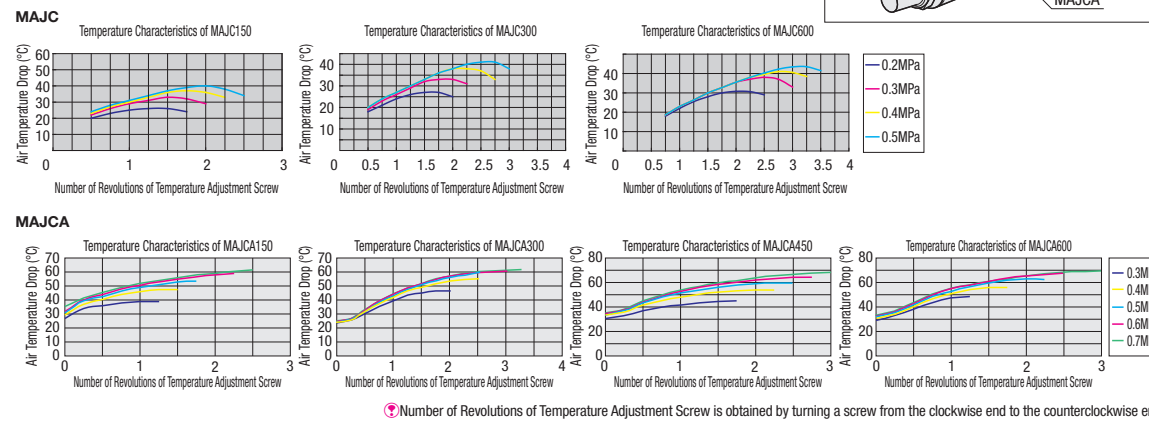 MAJCA
MAJC
Temperature Characteristics of MAJC150
Air Temperature Drop (°C)
60
50
40
30
20
10
0 1 2 3
Number of Revolutions of Temperature Adjustment Screw
Temperature Characteristics of MAJC300
Air Temperature Drop (°C)
40
30
20
10
0 0.5 1 1.5 2 2.5 3 3.5 4
Number of Revolutions of Temperature Adjustment Screw
Temperature Characteristics of MAJC600
Air Temperature Drop (°C)
40
30
20
10
0 0.5 1 1.5 2 2.5 3 3.5 4
Number of Revolutions of Temperature Adjustment Screw
0.2MPa
0.3MPa
0.4MPa
0.5MPa
MAJCA
Temperature Characteristics of MAJCA150
Air Temperature Drop (°C)
70
60
50
40
30
20
10
0
0 1 2 3
Number of Revolutions of Temperature Adjustment Screw
Temperature Characteristics of MAJCA300
Air Temperature Drop (°C)
70
60
50
40
30
20
10
0
0 1 2 3 4
Number of Revolutions of Temperature Adjustment Screw
Temperature Characteristics of MAJCA450
Air Temperature Drop (°C)
80
60
40
20
0
0 1 2 3
Number of Revolutions of Temperature Adjustment Screw
Temperature Characteristics of MAJCA600
Air Temperature Drop (°C)
80
60
40
20
0
0 1 2 3
Number of Revolutions of Temperature Adjustment Screw
0.3M
0.4M
0.5M
0.6M
0.7M
Number of Revolutions of Temperature Adjustment Screw is obtained by turning a screw from the clockwise end to the counterclockwise